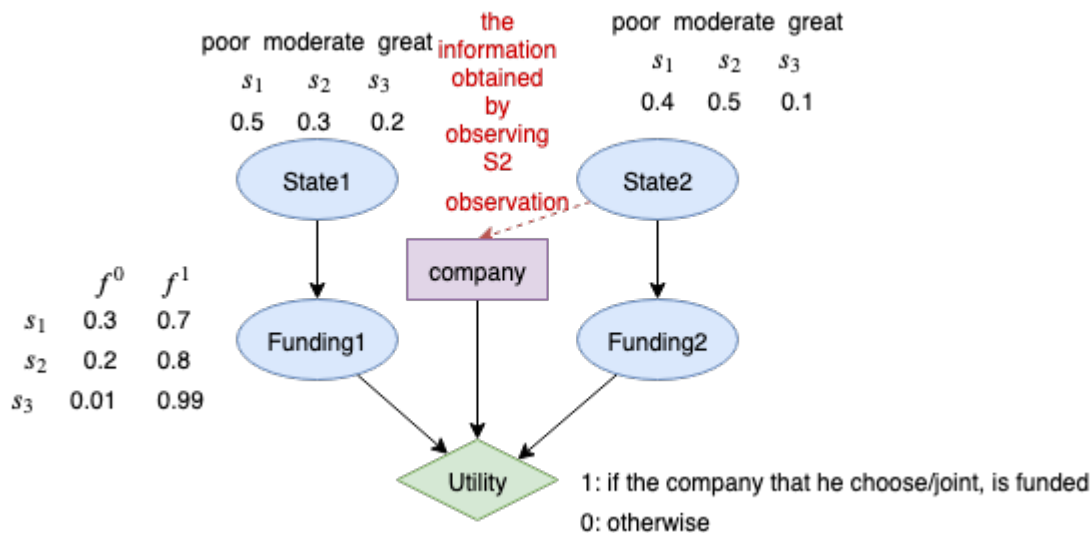 the
information
obtained
by
observing
S2
observation
poor moderate great
s₁ s₂ s₃
0.5 0.3 0.2
State1
poor moderate great
s₁ s₂ s₃
0.4 0.5 0.1
State2
company
f⁰ f¹
s₁ 0.3 0.7
s₂ 0.2 0.8
s₃ 0.01 0.99
Funding1
Funding2
Utility
1: if the company that he choose/joint, is funded
0: otherwise